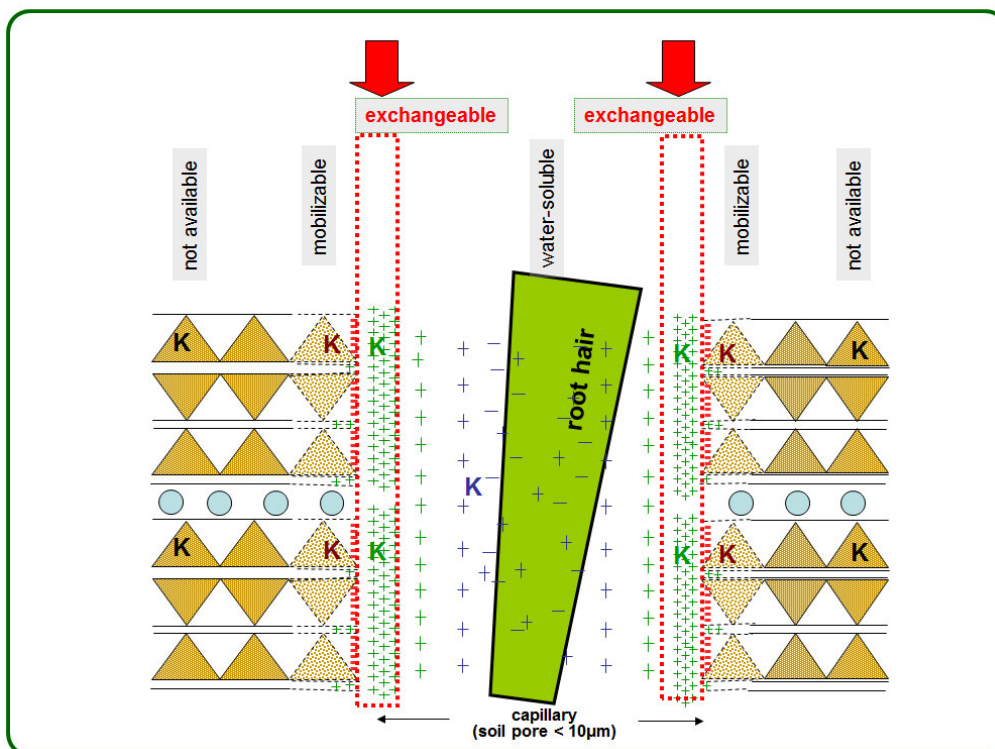 exchangeable
exchangeable
not available
mobilizable
water-soluble
mobilizable
not available
root hair
K
K
K
K
K
K
K
K
K
K
K
K
K
capillary
(soil pore < 10µm)